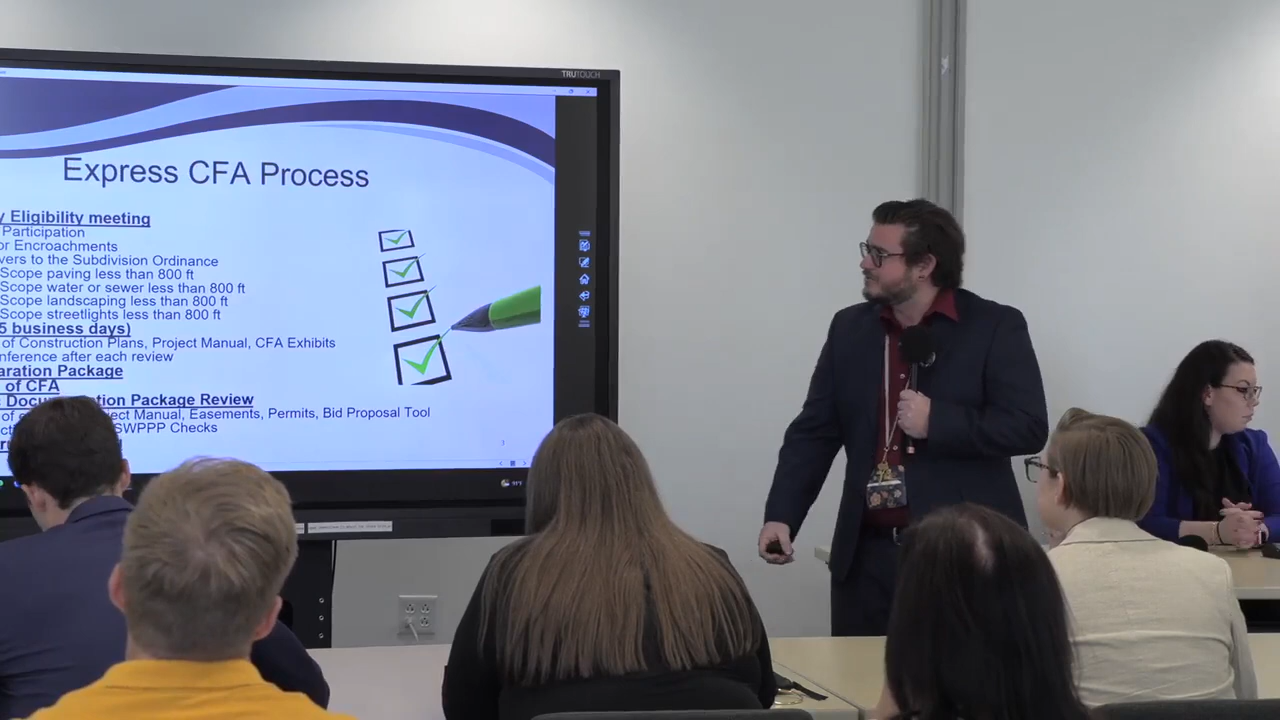 TRUTOUCH
Express CFA Process
Eligibility meeting
Participation
or Encroachments
vers to the Subdivision Ordinance
Scope paving less than 800 ft
Scope water or sewer less than 800 ft
Scope landscaping less than 800 ft
Scope streetlights less than 800 ft
5 business days)
of Construction Plans, Project Manual, CFA Exhibits
nference after each review
aration Package
of CFA
Package Review
of Manual, Easements, Permits, Bid Proposal Tool
SWPPP Checks